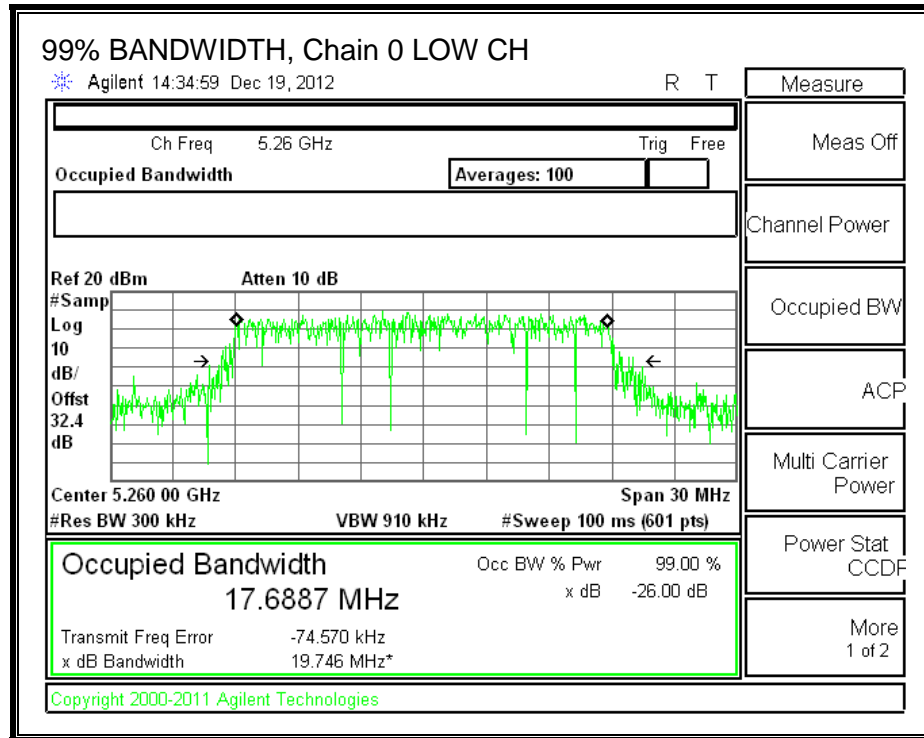 99% BANDWIDTH, Chain 0 LOW CH
Agilent 14:34:59 Dec 19, 2012 R T
Measure
Ch Freq 5.26 GHz Trig Free
Occupied Bandwidth Averages: 100
Ref 20 dBm Atten 10 dB
#Samp
Log
10
dB/
Offst
32.4
dB
Center 5.260 00 GHz Span 30 MHz
#Res BW 300 kHz VBW 910 kHz #Sweep 100 ms (601 pts)
Occupied Bandwidth Occ BW % Pwr 99.00 %
17.6887 MHz x dB -26.00 dB
Transmit Freq Error -74.570 kHz
x dB Bandwidth 19.746 MHz*
Copyright 2000-2011 Agilent Technologies
Meas Off
Channel Power
Occupied BW
ACP
Multi Carrier
Power
Power Stat
CCDF
More
1 of 2